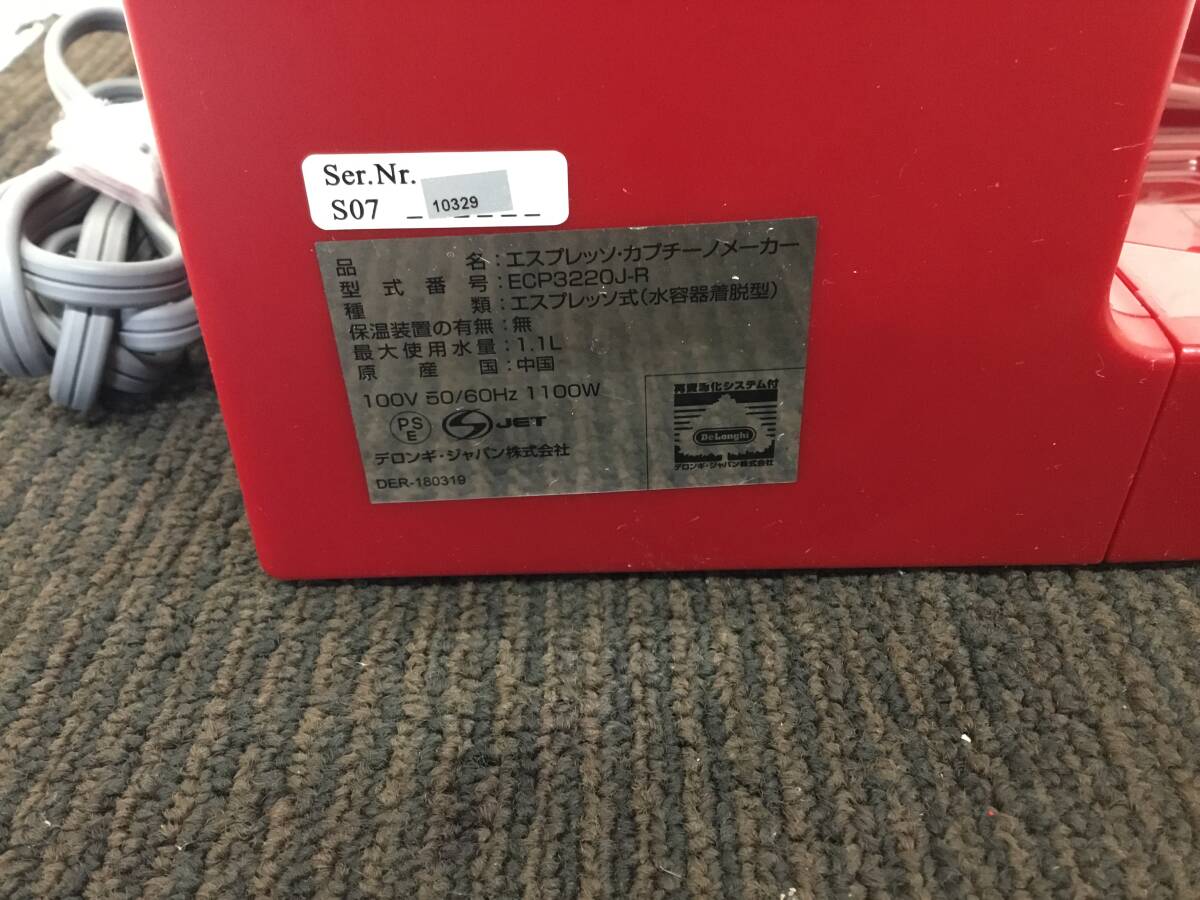 Ser.Nr.
S07 _ 10329 _ _ _
品名:エスプレッソ・カプチーノメーカー
型式番号:ECP3220J-R
種類:エスプレッソ式(水容器着脱型)
保温装置の有無:無
最大使用水量:1.1L
原産国:中国
100V 50/60Hz 1100W
PS
E
JET
デロンギ・ジャパン株式会社
DER-180319
再資源化システム付
DeLonghi
デロンギ・ジャパン株式会社